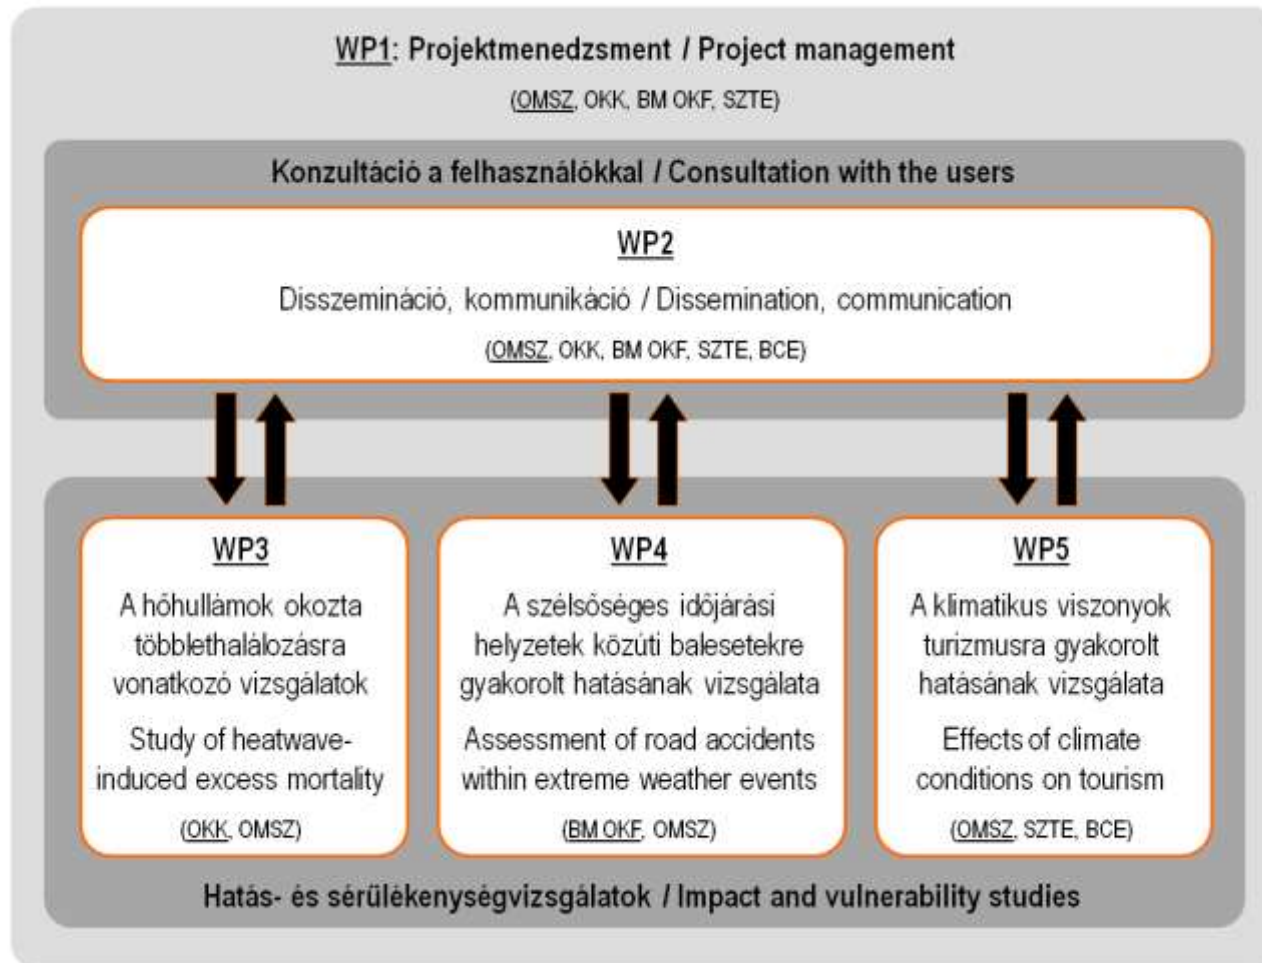 WP1: Projektmenedzsment / Project management
(OMSZ, OKK, BM OKF, SZTE)
Konzultáció a felhasználókkal / Consultation with the users
WP2
Disszemináció, kommunikáció / Dissemination, communication
(OMSZ, OKK, BM OKF, SZTE, BCE)
WP3
A hőhullámok okozta
többlethalálozásra
vonatkozó vizsgálatok
Study of heatwave-
induced excess mortality
(OKK, OMSZ)
WP4
A szélsőséges időjárási
helyzetek közúti balesetekre
gyakorolt hatásának vizsgálata
Assessment of road accidents
within extreme weather events
(BM OKF, OMSZ)
WP5
A klimatikus viszonyok
turizmusra gyakorolt
hatásának vizsgálata
Effects of climate
conditions on tourism
(OMSZ, SZTE, BCE)
Hatás- és sérülékenységvizsgálatok / Impact and vulnerability studies